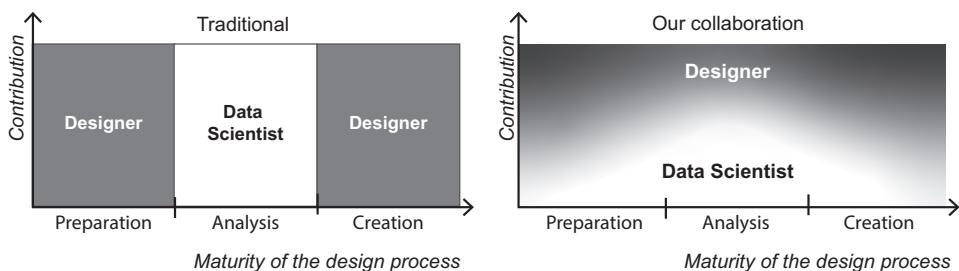 Traditional
Contribution
Designer
Data
Scientist
Designer
Preparation
Analysis
Creation
Maturity of the design process
Our collaboration
Contribution
Designer
Data Scientist
Preparation
Analysis
Creation
Maturity of the design process